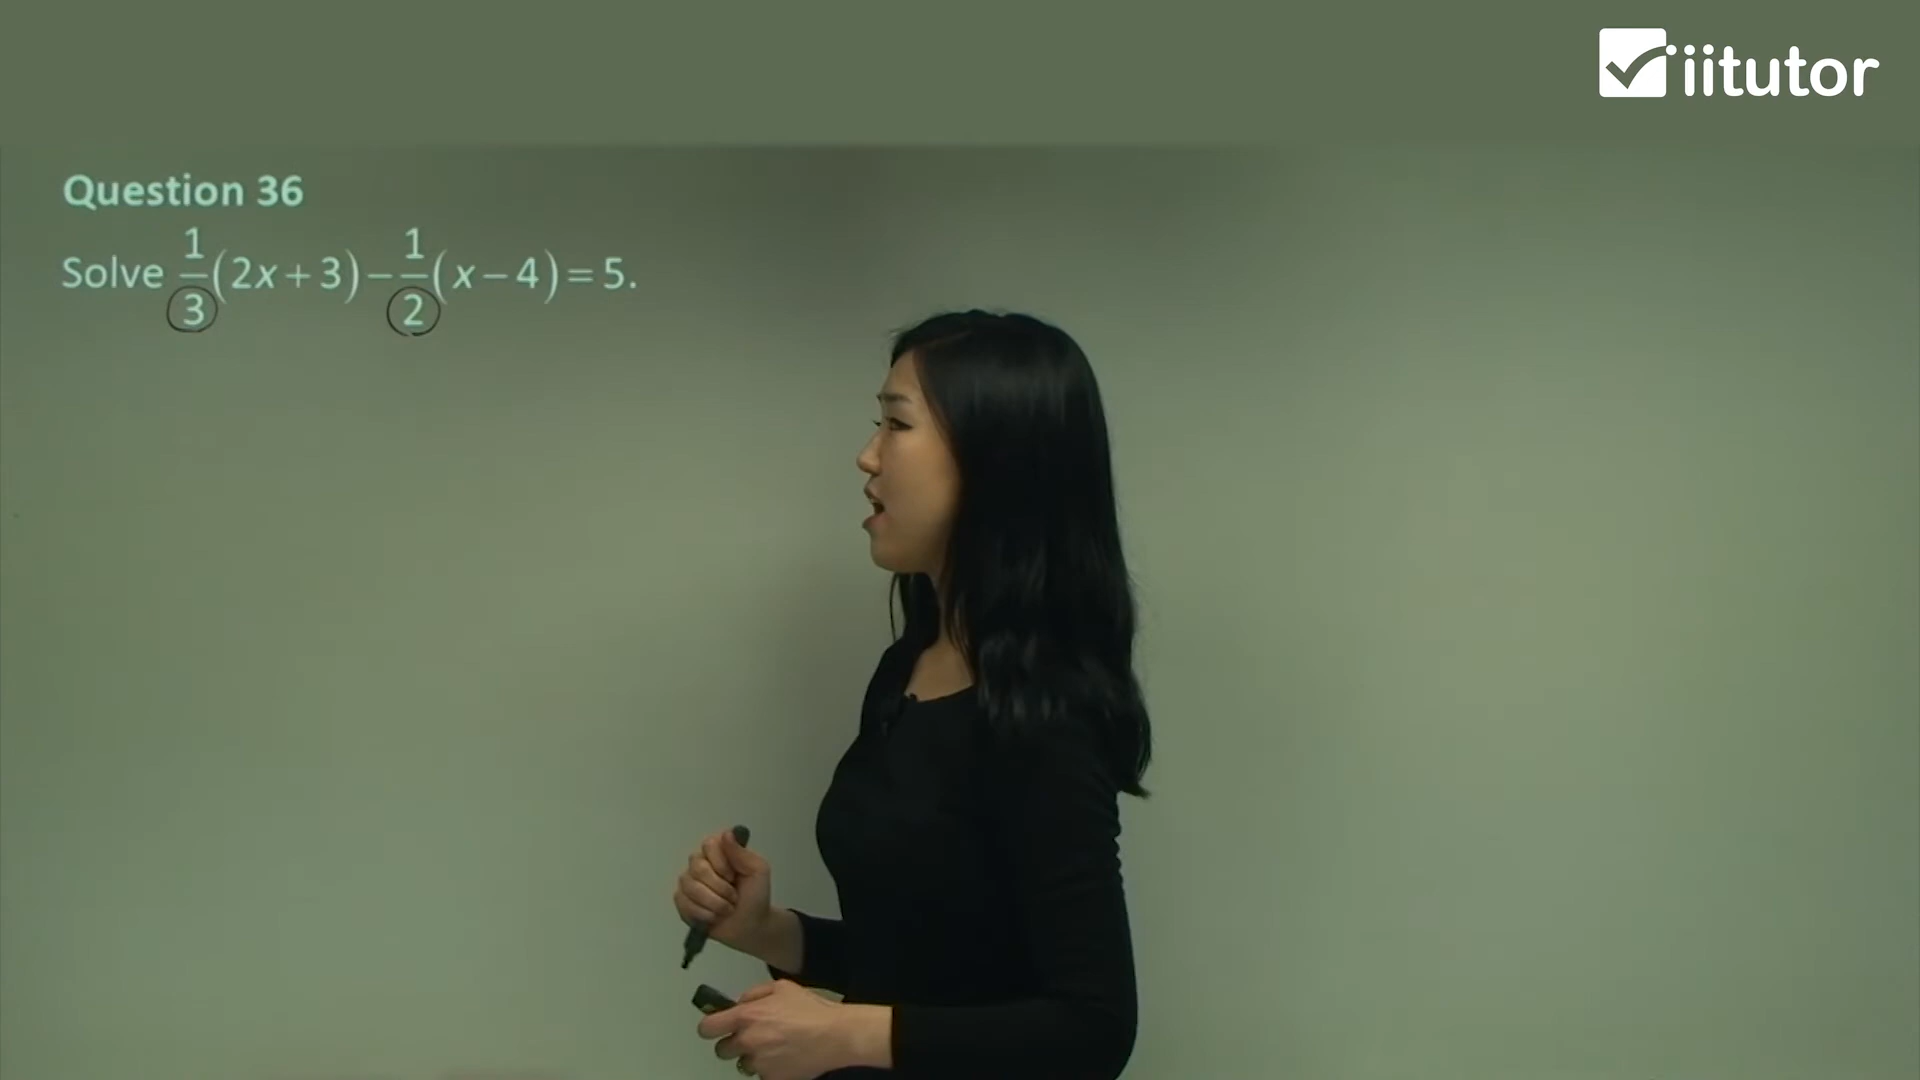 iitutor
Question 36
Solve 1/3(2x+3)−1/2(x−4)=5.